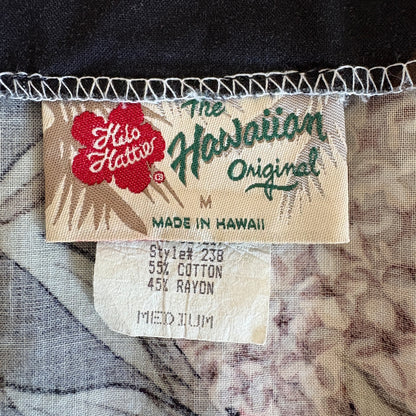 Hilo
Hattie
®
The
Hawaiian
Original
M
MADE IN HAWAII
Style# 238
55% COTTON
45% RAYON
MEDIUM